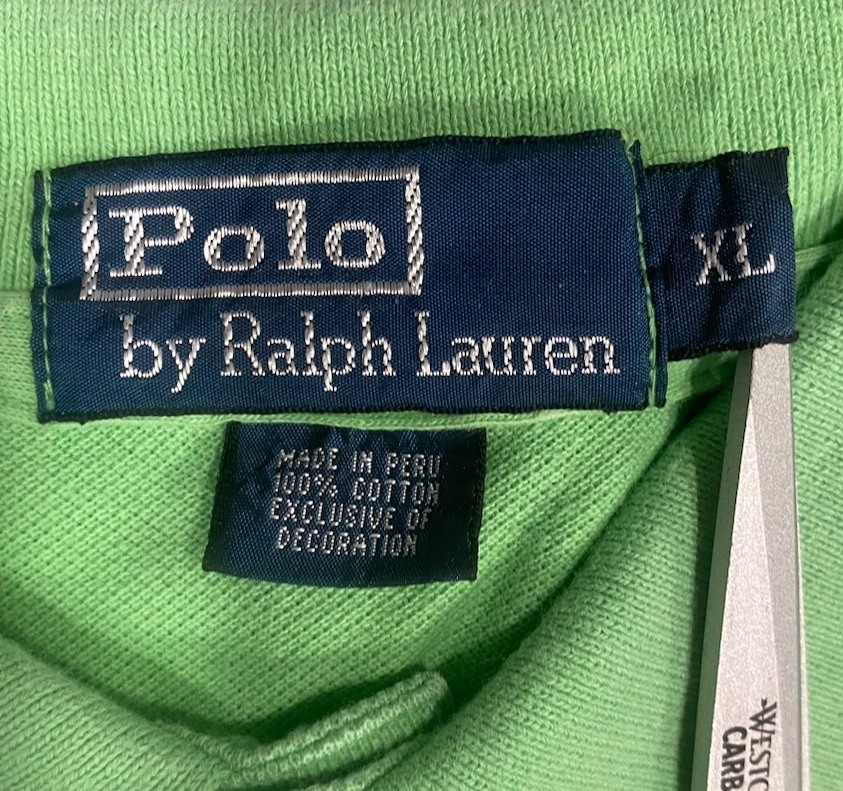 Polo
by Ralph Lauren
XL
MADE IN PERU
100% COTTON
EXCLUSIVE OF
DECORATION